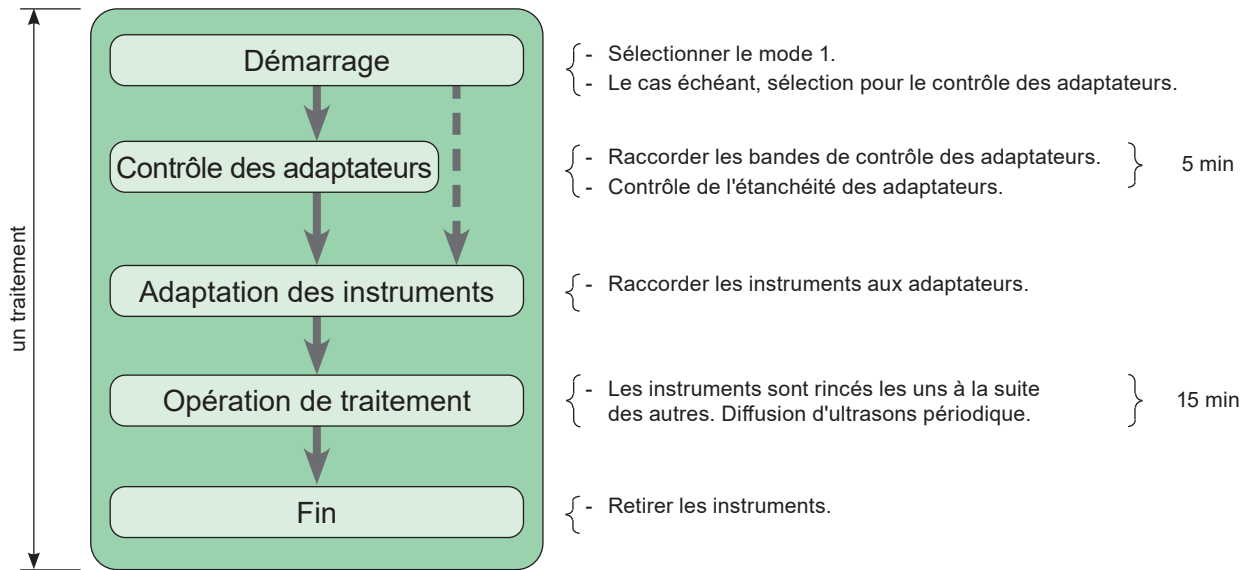 un traitement
Démarrage
- Sélectionner le mode 1.
- Le cas échéant, sélection pour le contrôle des adaptateurs.
Contrôle des adaptateurs
- Raccorder les bandes de contrôle des adaptateurs.
- Contrôle de l'étanchéité des adaptateurs.
5 min
Adaptation des instruments
- Raccorder les instruments aux adaptateurs.
Opération de traitement
- Les instruments sont rincés les uns à la suite
des autres. Diffusion d'ultrasons périodique.
15 min
Fin
- Retirer les instruments.